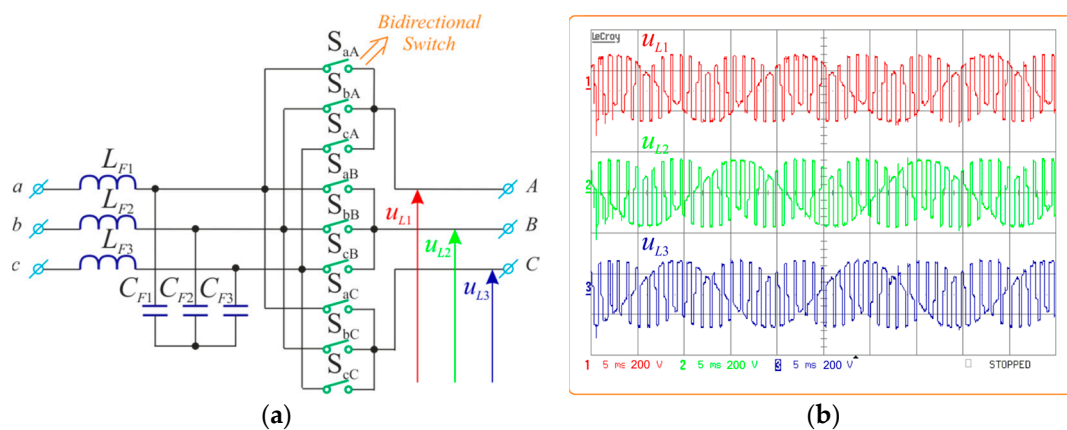 Bidirectional
Switch
S_aA
S_bA
S_cA
S_aB
S_bB
S_cB
S_aC
S_bC
S_cC
L_F1
L_F2
L_F3
a
b
c
C_F1 C_F2 C_F3
A
B
C
u_L1
u_L2
u_L3
(a)
LeCroy
u_L1
1
u_L2
2
u_L3
3
1 5 ms 200 V 2 5 ms 200 V 3 5 ms 200 V STOPPED
(b)